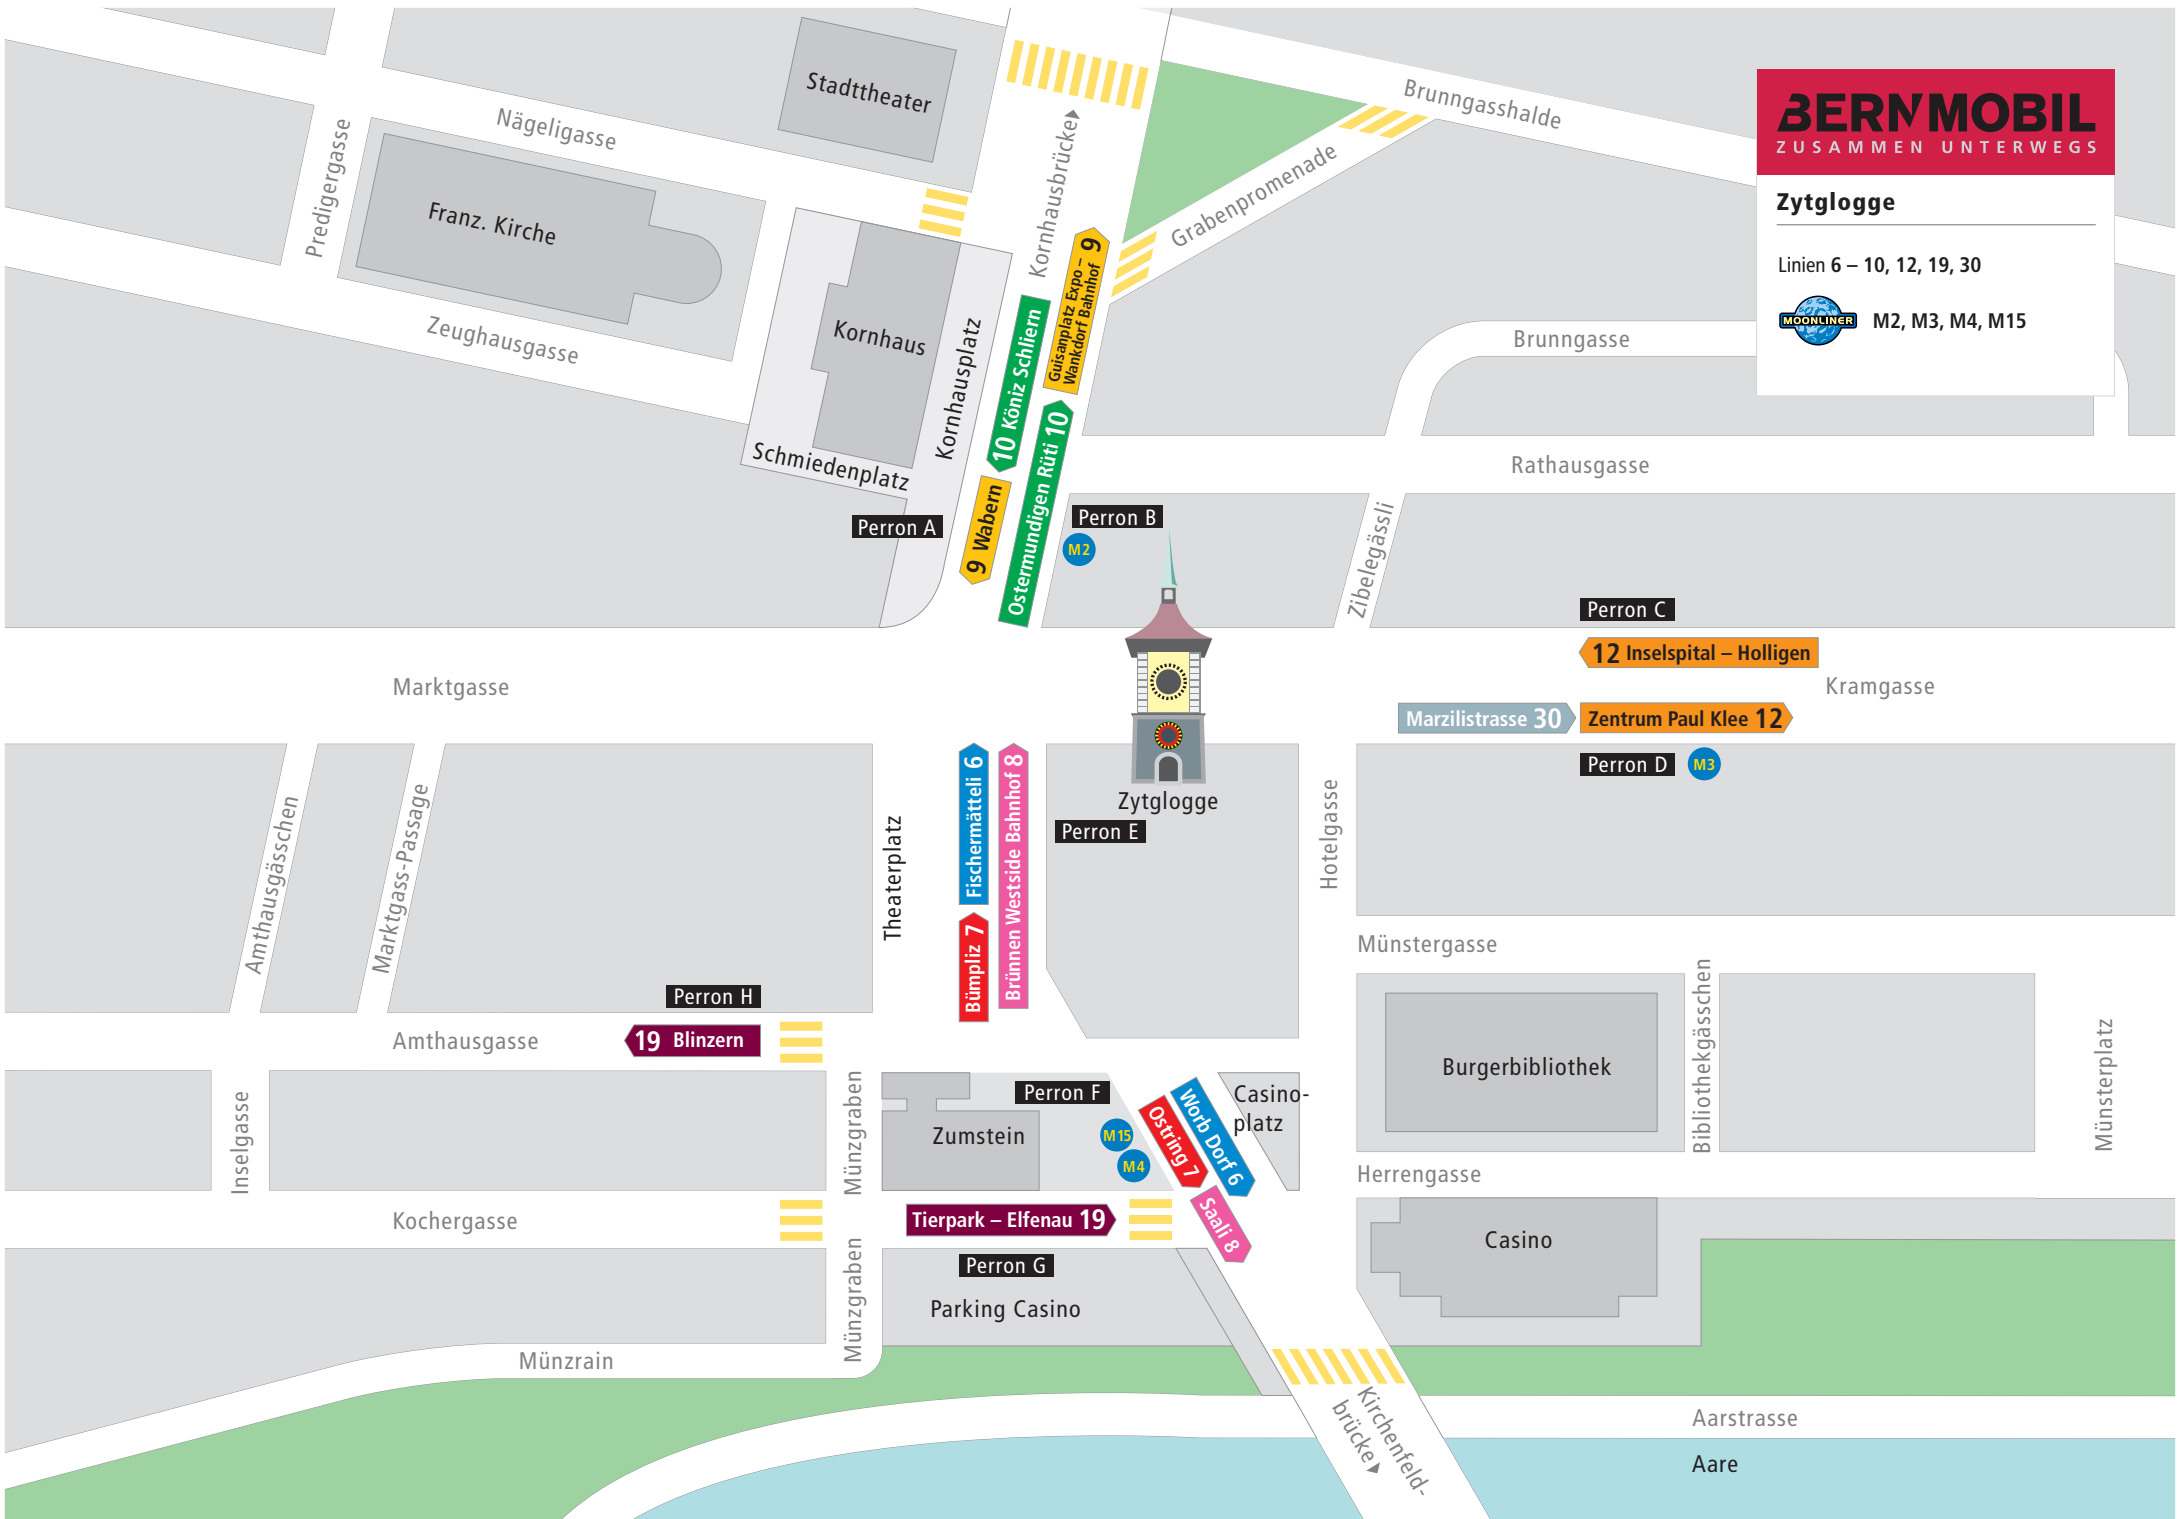 BERNMOBIL
ZUSAMMEN UNTERWEGS
Zytglogge
Linien 6 – 10, 12, 19, 30
MOONLINER
M2, M3, M4, M15
Stadttheater
Nägeligasse
Predigergasse
Franz. Kirche
Zeughausgasse
Kornhaus
Kornhausplatz
Schmiedenplatz
Kornhausbrücke
Brunngasshalde
Grabenpromenade
Brunngasse
Rathausgasse
Zibelegässli
Guisanplatz Expo –
Wankdorf Bahnhof 9
10 Köniz Schliern
Ostermundigen Rüti 10
9 Wabern
Perron A
Perron B
M2
Perron C
12 Inselspital – Holligen
Marktgasse
Kramgasse
Marzilistrasse 30
Zentrum Paul Klee 12
Perron D
M3
Zytglogge
Perron E
Fischermätteli 6
Brünnen Westside Bahnhof 8
Bümpliz 7
Theaterplatz
Hotelgasse
Amthausgässchen
Marktgass-Passage
Münstergasse
Perron H
19 Blinzern
Amthausgasse
Burgerbibliothek
Bibliothekgässchen
Münsterplatz
Inselgasse
Münzgraben
Zumstein
Perron F
M15
M4
Ostring 7
Worb Dorf 6
Saali 8
Casino-
platz
Herrengasse
Kochergasse
Tierpark – Elfenau 19
Perron G
Parking Casino
Casino
Münzgraben
Münzrain
Kirchenfeld-
brücke
Aarstrasse
Aare